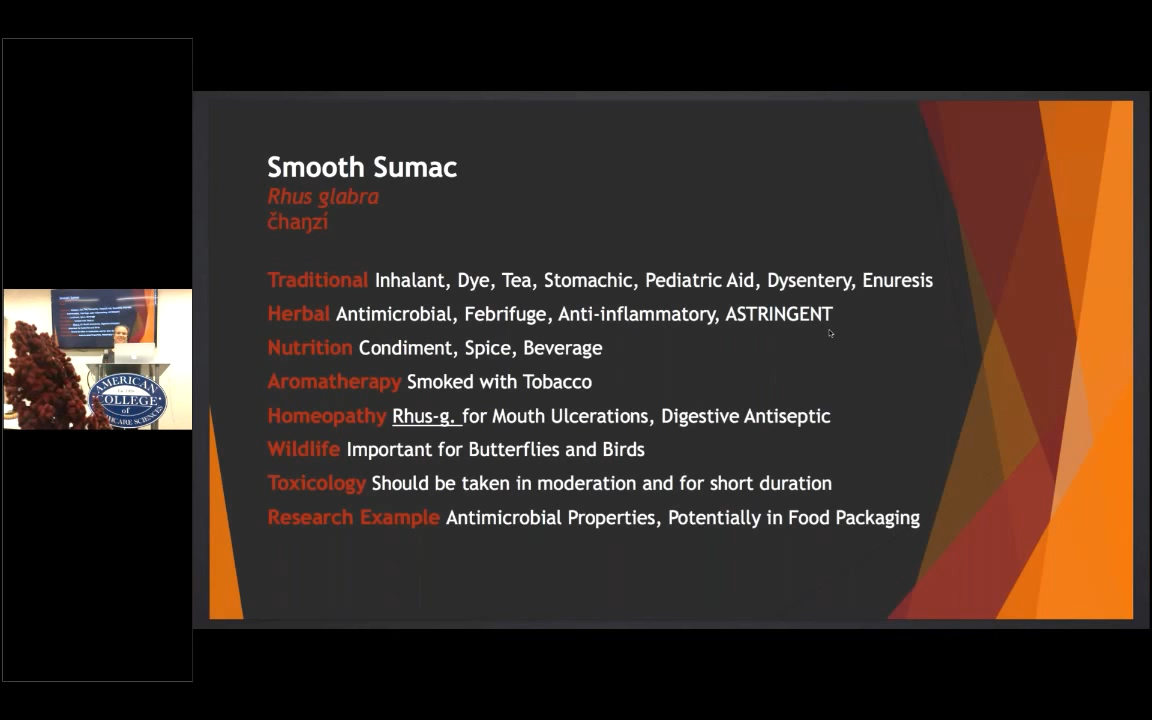 Smooth Sumac
Rhus glabra
čhaŋzí
Traditional Inhalant, Dye, Tea, Stomachic, Pediatric Aid, Dysentery, Enuresis
Herbal Antimicrobial, Febrifuge, Anti-inflammatory, ASTRINGENT
Nutrition Condiment, Spice, Beverage
Aromatherapy Smoked with Tobacco
Homeopathy Rhus-g. for Mouth Ulcerations, Digestive Antiseptic
Wildlife Important for Butterflies and Birds
Toxicology Should be taken in moderation and for short duration
Research Example Antimicrobial Properties, Potentially in Food Packaging
AMERICAN
COLLEGE
of